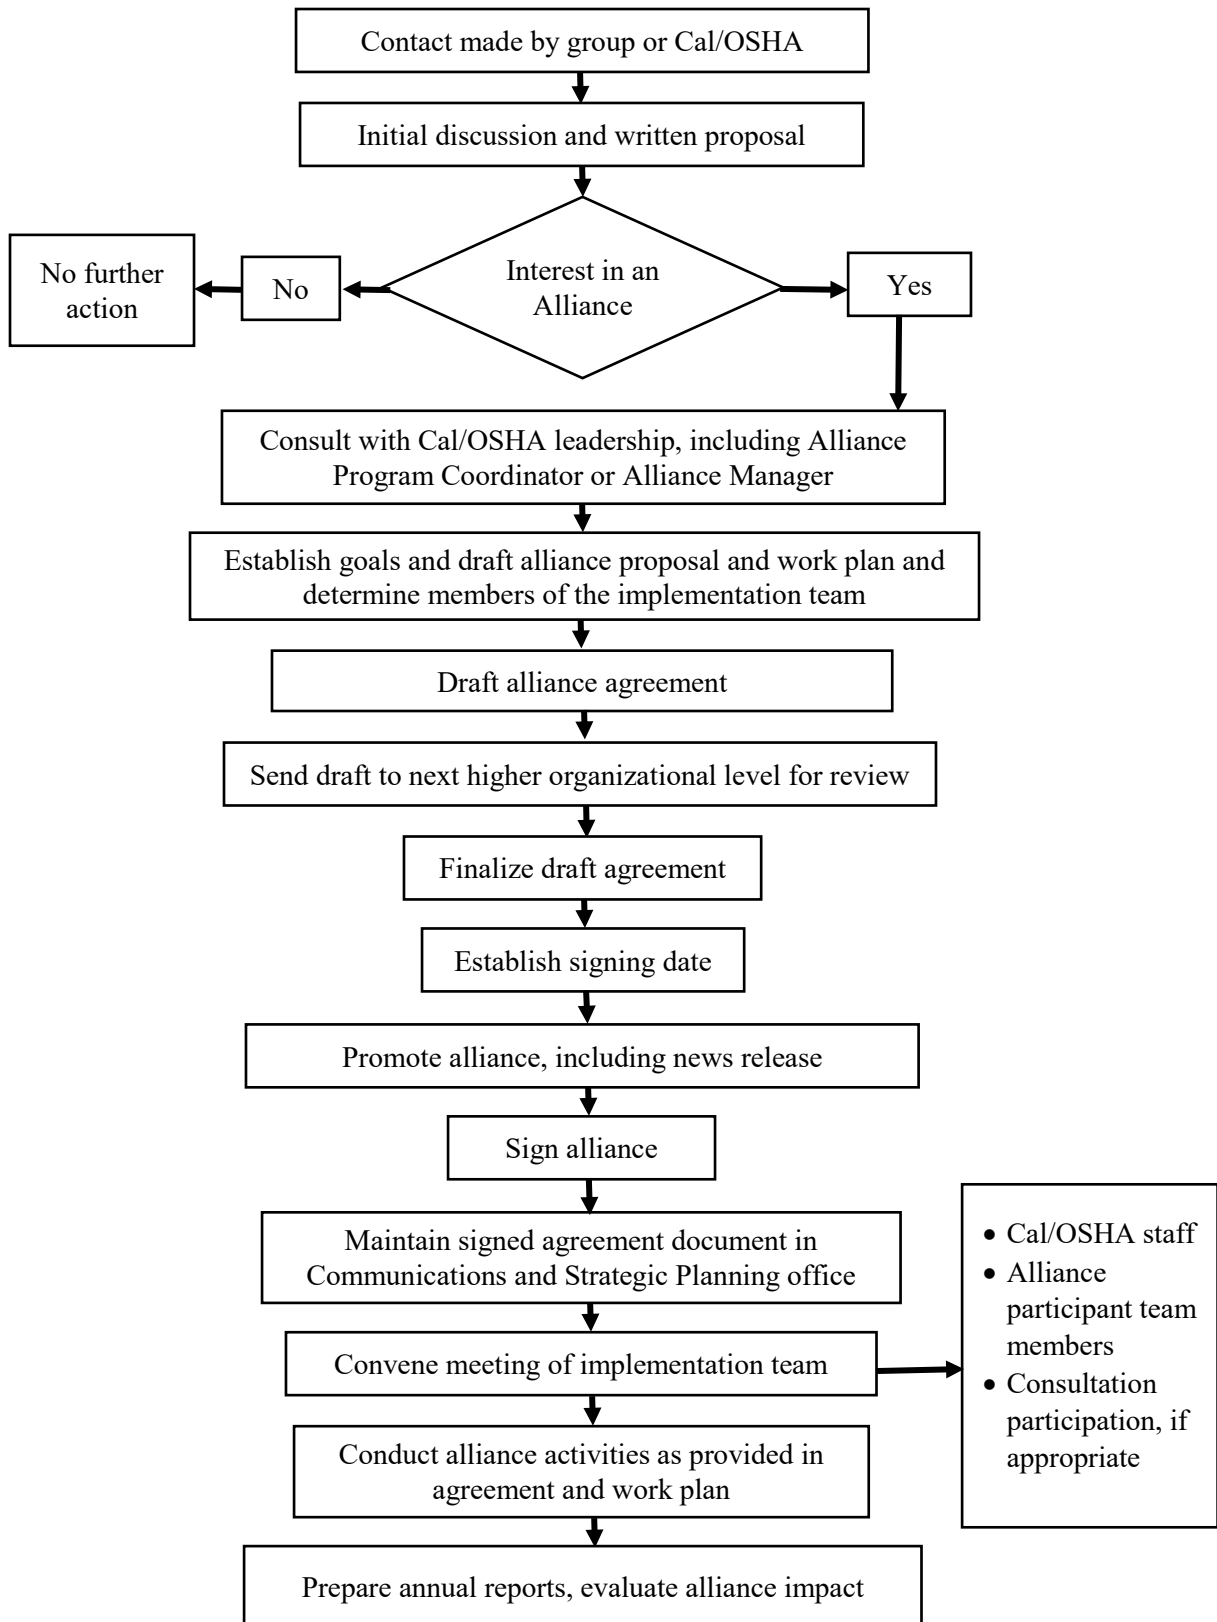 Contact made by group or Cal/OSHA
Initial discussion and written proposal
Interest in an
Alliance
No
No further
action
Yes
Consult with Cal/OSHA leadership, including Alliance
Program Coordinator or Alliance Manager
Establish goals and draft alliance proposal and work plan and
determine members of the implementation team
Draft alliance agreement
Send draft to next higher organizational level for review
Finalize draft agreement
Establish signing date
Promote alliance, including news release
Sign alliance
Maintain signed agreement document in
Communications and Strategic Planning office
Convene meeting of implementation team
• Cal/OSHA staff
• Alliance
participant team
members
• Consultation
participation, if
appropriate
Conduct alliance activities as provided in
agreement and work plan
Prepare annual reports, evaluate alliance impact